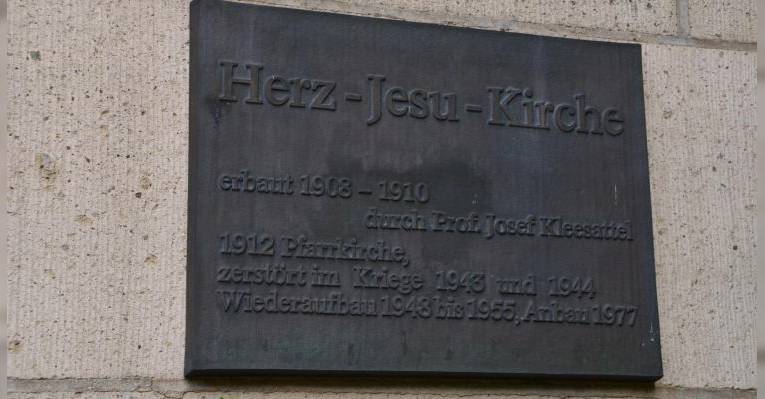 Herz-Jesu-Kirche
erbaut 1908 – 1910
durch Prof. Josef Kleesattel
1912 Pfarrkirche,
zerstört im Kriege 1943 und 1944
Wiederaufbau 1948 bis 1955, Anbau 1977